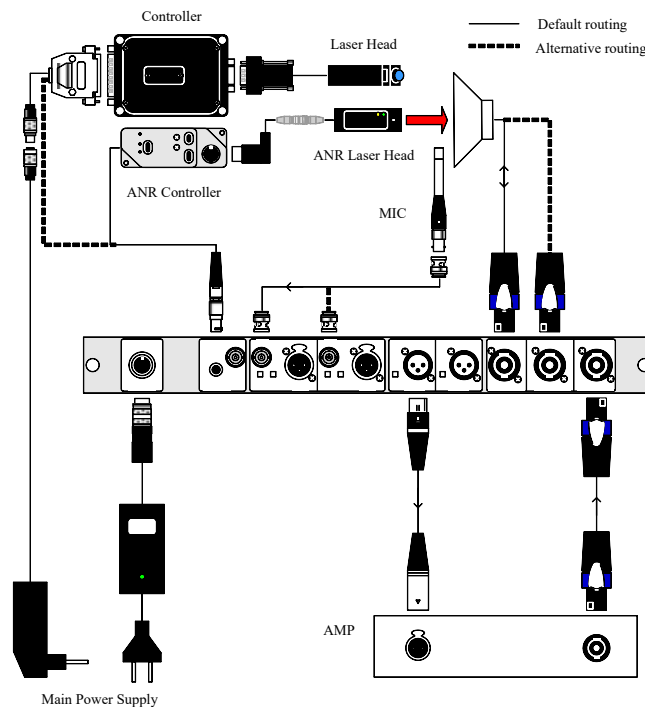 Controller
Laser Head
Default routing
Alternative routing
ANR Laser Head
ANR Controller
MIC
AMP
Main Power Supply